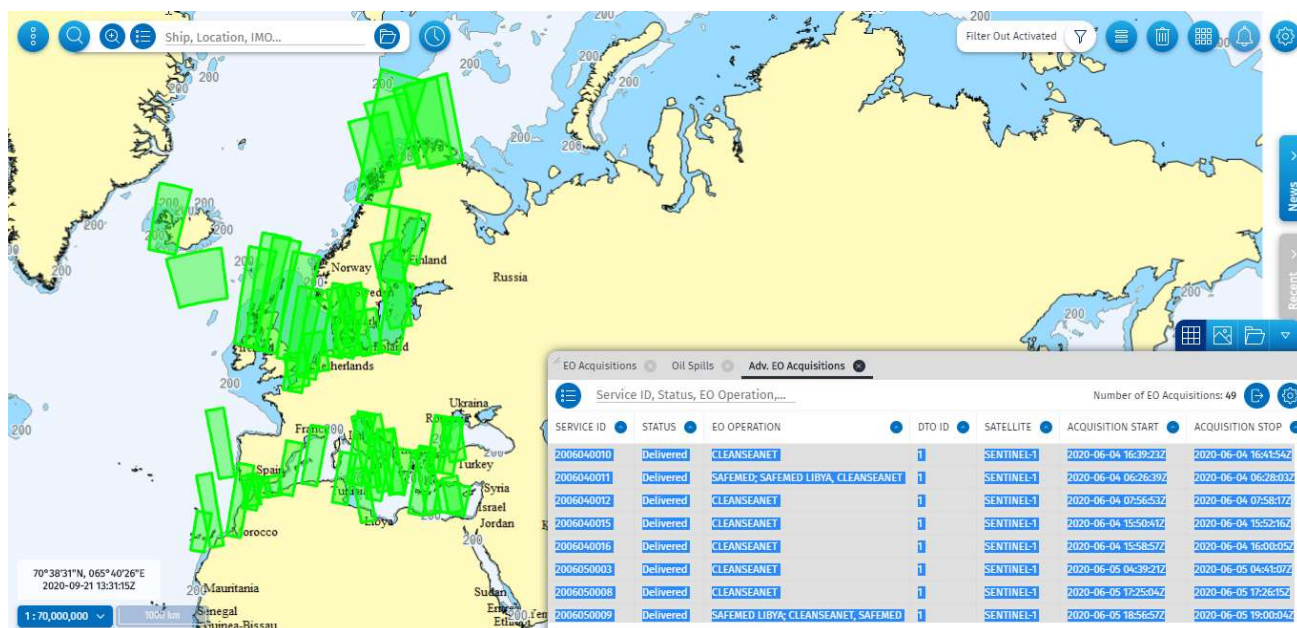 Ship, Location, IMO...
Filter Out Activated
News
Recent
Norway
Finland
Russia
Netherlands
Ukraine
Spain
Turkey
Syria
Israel
Jordan
Libya
Morocco
Mauritania
Senegal
Guinea-Bissau
Sudan
200
70°38'31"N, 065°40'26"E
2020-09-21 13:31:15Z
1 : 70,000,000
1000 km
EO Acquisitions
Oil Spills
Adv. EO Acquisitions
Service ID, Status, EO Operation,...
Number of EO Acquisitions: 49
SERVICE ID STATUS EO OPERATION DTO ID SATELLITE ACQUISITION START ACQUISITION STOP
2006040010 Delivered CLEANSEANET 1 SENTINEL-1 2020-06-04 16:39:23Z 2020-06-04 16:41:54Z
2006040011 Delivered SAFEMED; SAFEMED LIBYA, CLEANSEANET 1 SENTINEL-1 2020-06-04 06:26:39Z 2020-06-04 06:28:03Z
2006040012 Delivered CLEANSEANET 1 SENTINEL-1 2020-06-04 07:56:53Z 2020-06-04 07:58:17Z
2006040015 Delivered CLEANSEANET 1 SENTINEL-1 2020-06-04 15:50:41Z 2020-06-04 15:52:16Z
2006040016 Delivered CLEANSEANET 1 SENTINEL-1 2020-06-04 15:58:57Z 2020-06-04 16:00:05Z
2006050003 Delivered CLEANSEANET 1 SENTINEL-1 2020-06-05 04:39:21Z 2020-06-05 04:41:07Z
2006050008 Delivered CLEANSEANET 1 SENTINEL-1 2020-06-05 17:25:04Z 2020-06-05 17:26:15Z
2006050009 Delivered SAFEMED LIBYA; CLEANSEANET, SAFEMED 1 SENTINEL-1 2020-06-05 18:56:57Z 2020-06-05 19:00:04Z